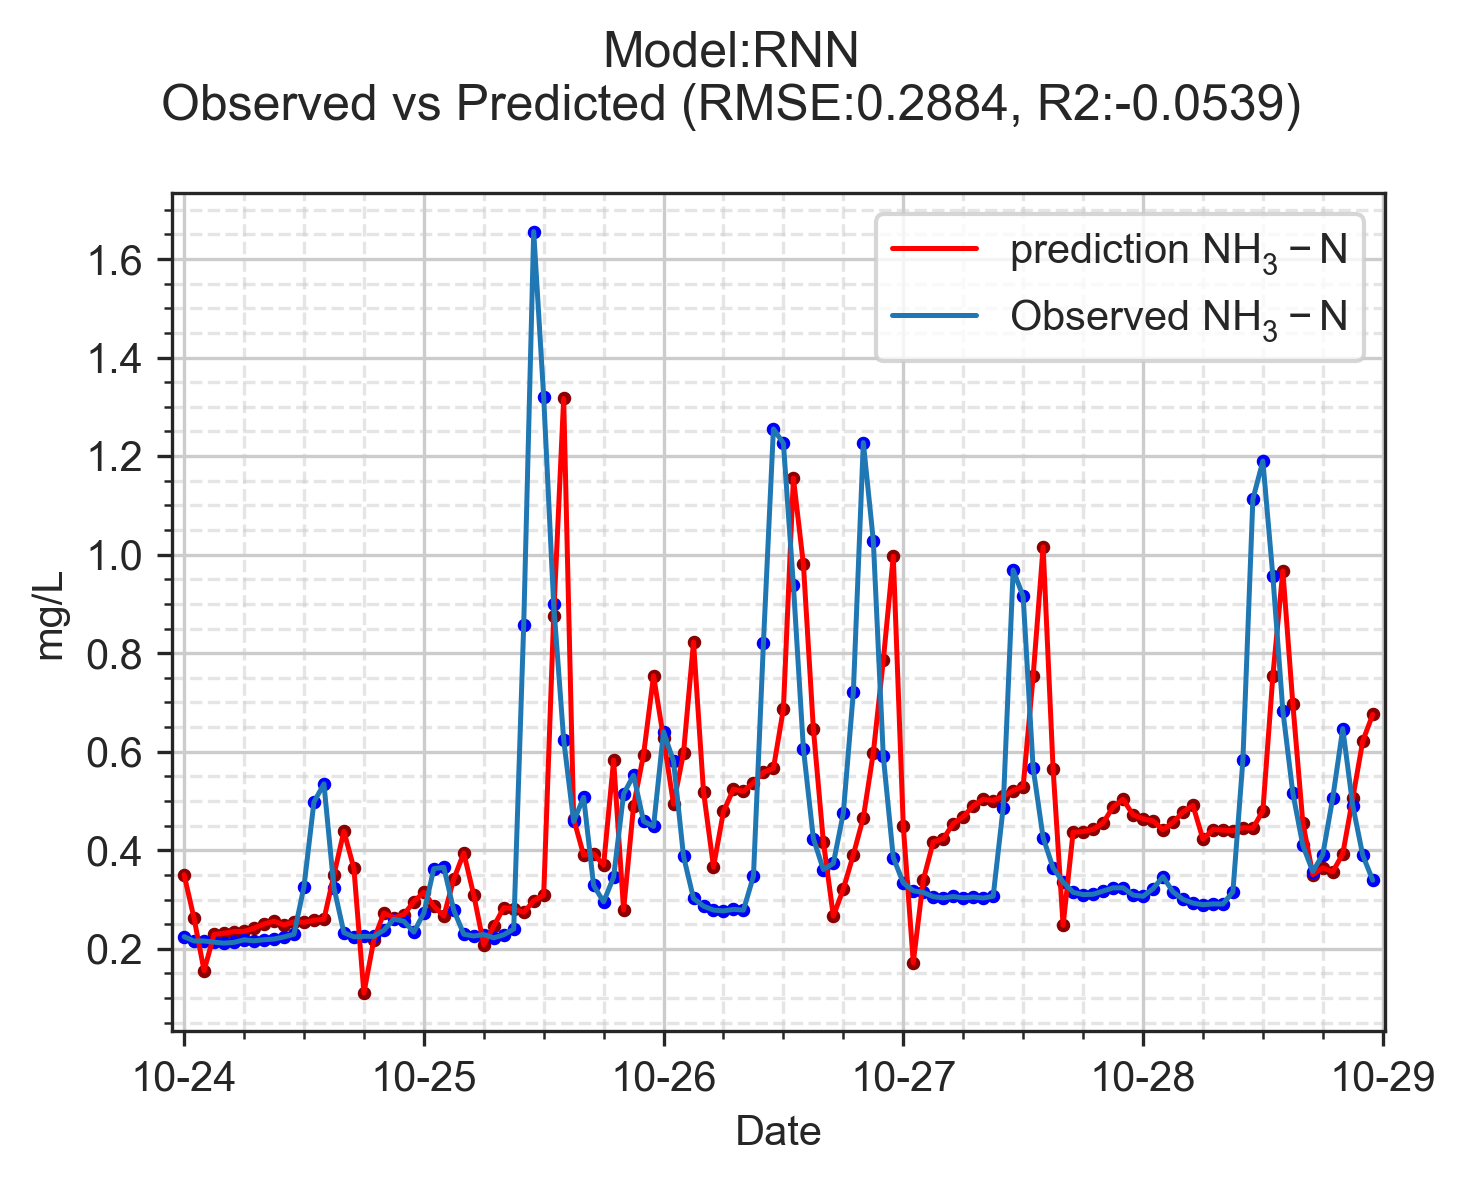 Model:RNN
Observed vs Predicted (RMSE:0.2884, R2:-0.0539)
prediction NH₃ − N
Observed NH₃ − N
mg/L
1.6
1.4
1.2
1.0
0.8
0.6
0.4
0.2
10-24 10-25 10-26 10-27 10-28 10-29
Date